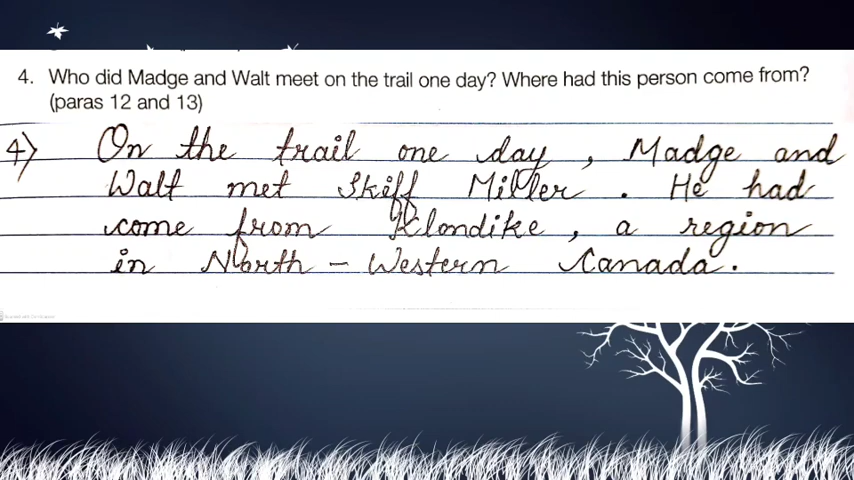 4. Who did Madge and Walt meet on the trail one day? Where had this person come from?
(paras 12 and 13)
4) On the trail one day, Madge and
Walt met Skiff Miller. He had
come from Klondike, a region
in North-Western Canada.